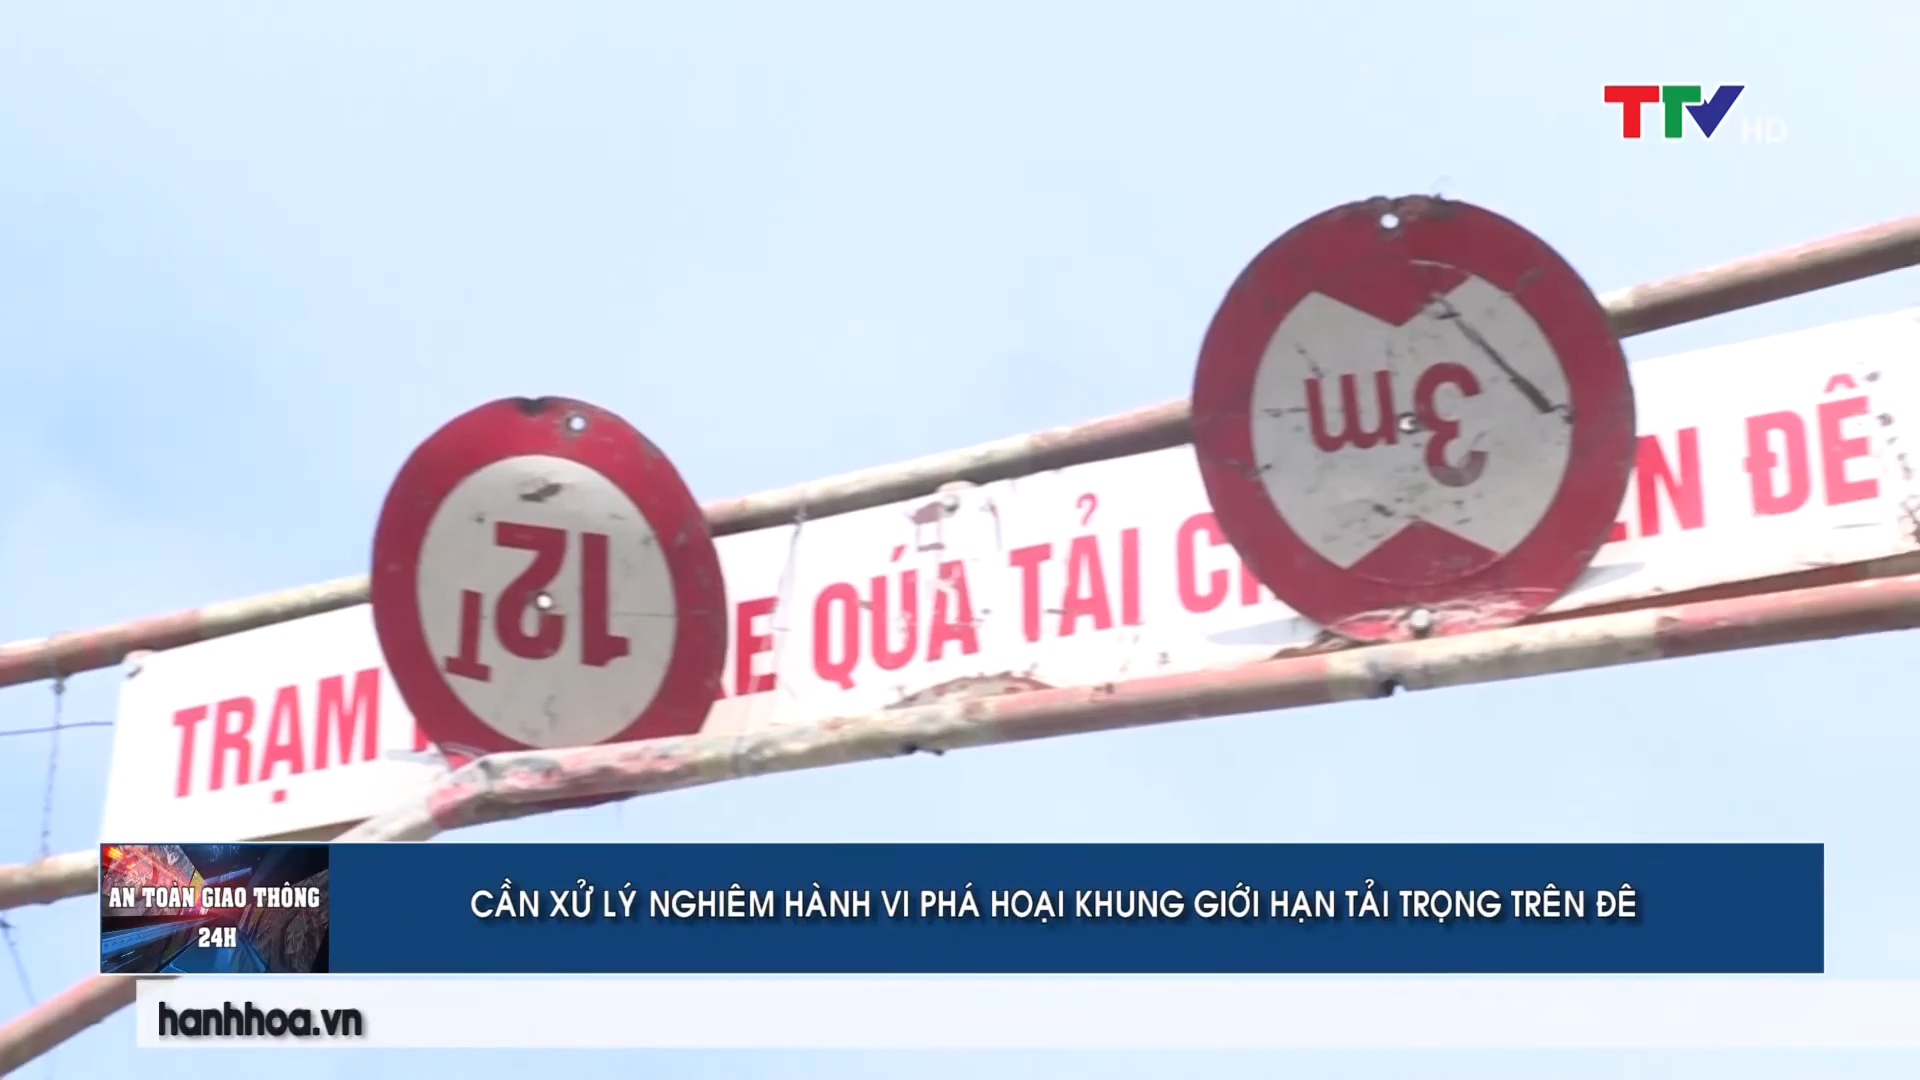 TTV HD
3m
12T
TRẠM
QÚA TẢI
ĐÊ
AN TOÀN GIAO THÔNG
24H
CẦN XỬ LÝ NGHIÊM HÀNH VI PHÁ HOẠI KHUNG GIỚI HẠN TẢI TRỌNG TRÊN ĐÊ
hanhhoa.vn